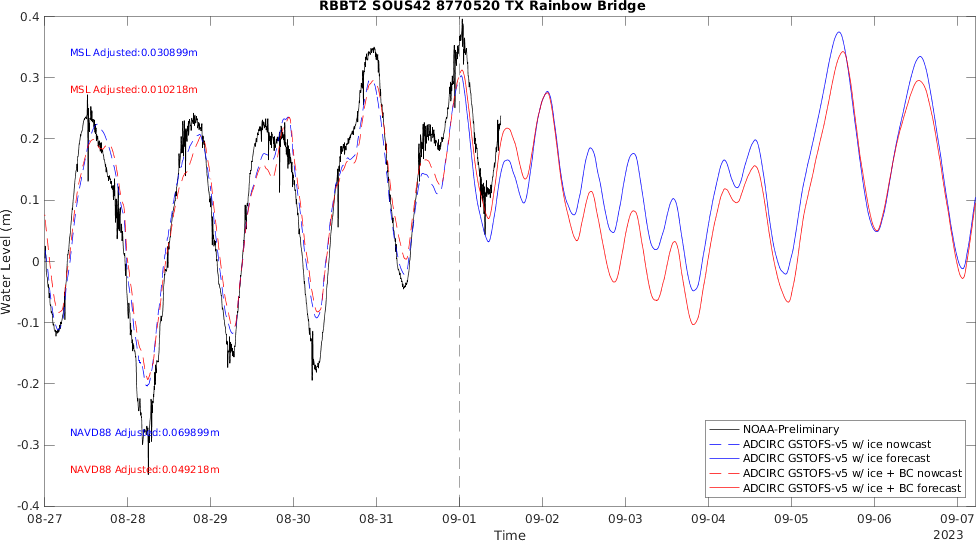 RBBT2 SOUS42 8770520 TX Rainbow Bridge
0.4
0.3
0.2
0.1
0
-0.1
-0.2
-0.3
-0.4
Water Level (m)
MSL Adjusted:0.030899m
MSL Adjusted:0.010218m
NAVD88 Adjusted:0.069899m
NAVD88 Adjusted:0.049218m
NOAA-Preliminary
ADCIRC GSTOFS-v5 w/ ice nowcast
ADCIRC GSTOFS-v5 w/ ice forecast
ADCIRC GSTOFS-v5 w/ ice + BC nowcast
ADCIRC GSTOFS-v5 w/ ice + BC forecast
08-27 08-28 08-29 08-30 08-31 09-01 09-02 09-03 09-04 09-05 09-06 09-07
Time
2023